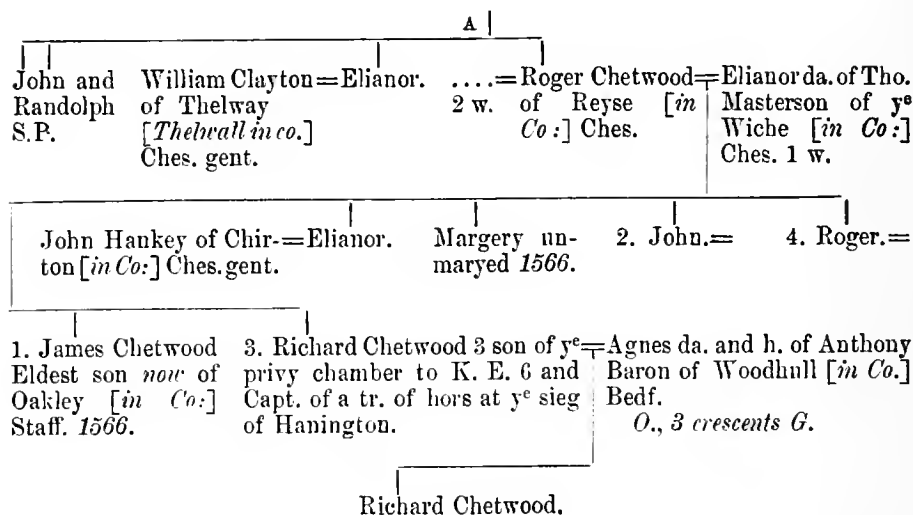 A
John and
Randolph
S.P.
William Clayton=Elianor.
of Thelway
[Thelwall in co.]
Ches. gent.
....=Roger Chetwood=Elianor da. of Tho.
2 w.
of Reyse [in
Co:] Ches.
Masterson of yᵉ
Wiche [in Co:]
Ches. 1 w.
John Hankey of Chir-=Elianor.
ton [in Co:] Ches. gent.
Margery un-
maryed 1566.
2. John.=
4. Roger.=
1. James Chetwood
Eldest son now of
Oakley [in Co:]
Staff. 1566.
3. Richard Chetwood 3 son of yᵉ=Agnes da. and h. of Anthony
privy chamber to K. E. 6 and
Capt. of a tr. of hors at yᵉ sieg
of Hanington.
Baron of Woodhull [in Co.]
Bedf.
O., 3 crescents G.
Richard Chetwood.